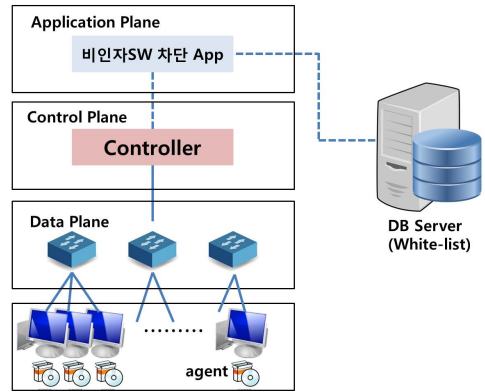 Application Plane
비인자SW 차단 App
Control Plane
Controller
Data Plane
DB Server
(White-list)
agent